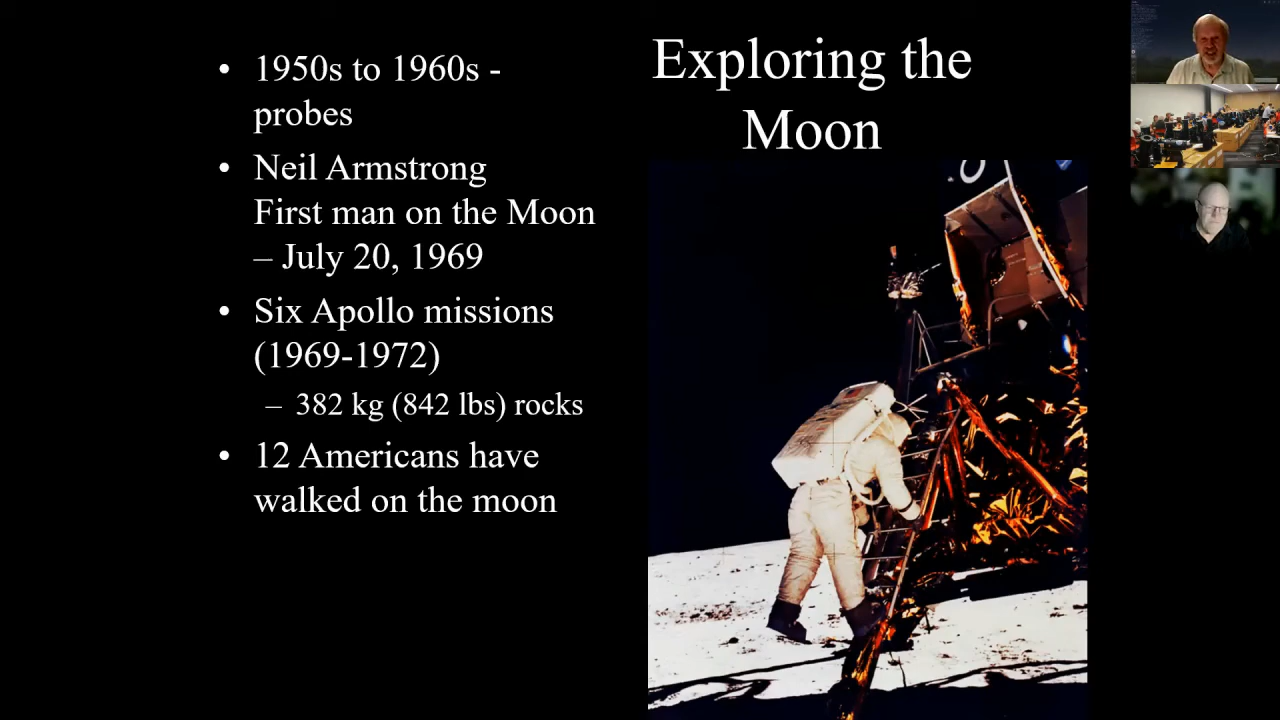 Exploring the
Moon
• 1950s to 1960s -
probes
• Neil Armstrong
First man on the Moon
– July 20, 1969
• Six Apollo missions
(1969-1972)
– 382 kg (842 lbs) rocks
• 12 Americans have
walked on the moon